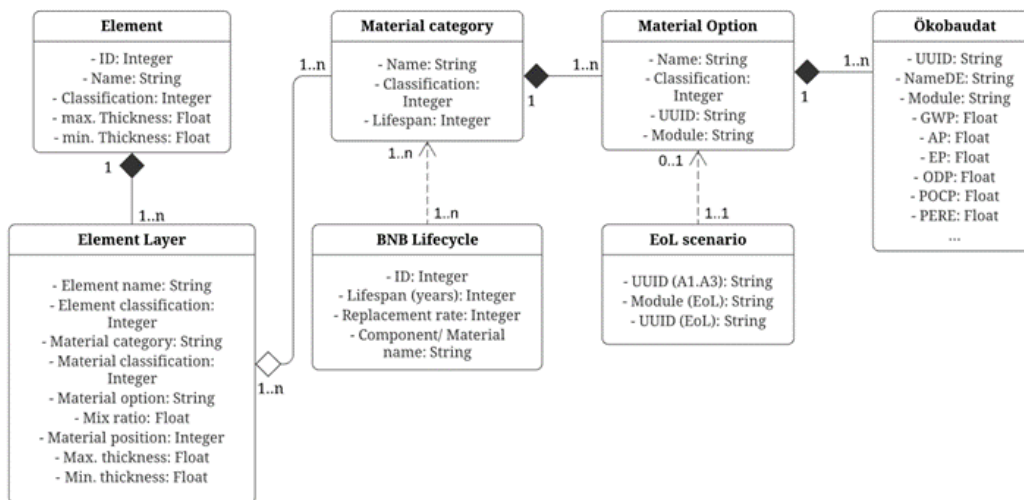 Element
- ID: Integer
- Name: String
- Classification: Integer
- max. Thickness: Float
- min. Thickness: Float
1
1..n
Element Layer
- Element name: String
- Element classification:
Integer
- Material category: String
- Material classification:
Integer
- Material option: String
- Mix ratio: Float
- Material position: Integer
- Max. thickness: Float
- Min. thickness: Float
1..n
1..n
Material category
- Name: String
- Classification:
Integer
- Lifespan: Integer
1
1..n
1..n
1..n
BNB Lifecycle
- ID: Integer
- Lifespan (years): Integer
- Replacement rate: Integer
- Component/ Material
name: String
Material Option
- Name: String
- Classification:
Integer
- UUID: String
- Module: String
1
1..n
0..1
1..1
EoL scenario
- UUID (A1.A3): String
- Module (EoL): String
- UUID (EoL): String
Ökobaudat
- UUID: String
- NameDE: String
- Module: String
- GWP: Float
- AP: Float
- EP: Float
- ODP: Float
- POCP: Float
- PERE: Float
...